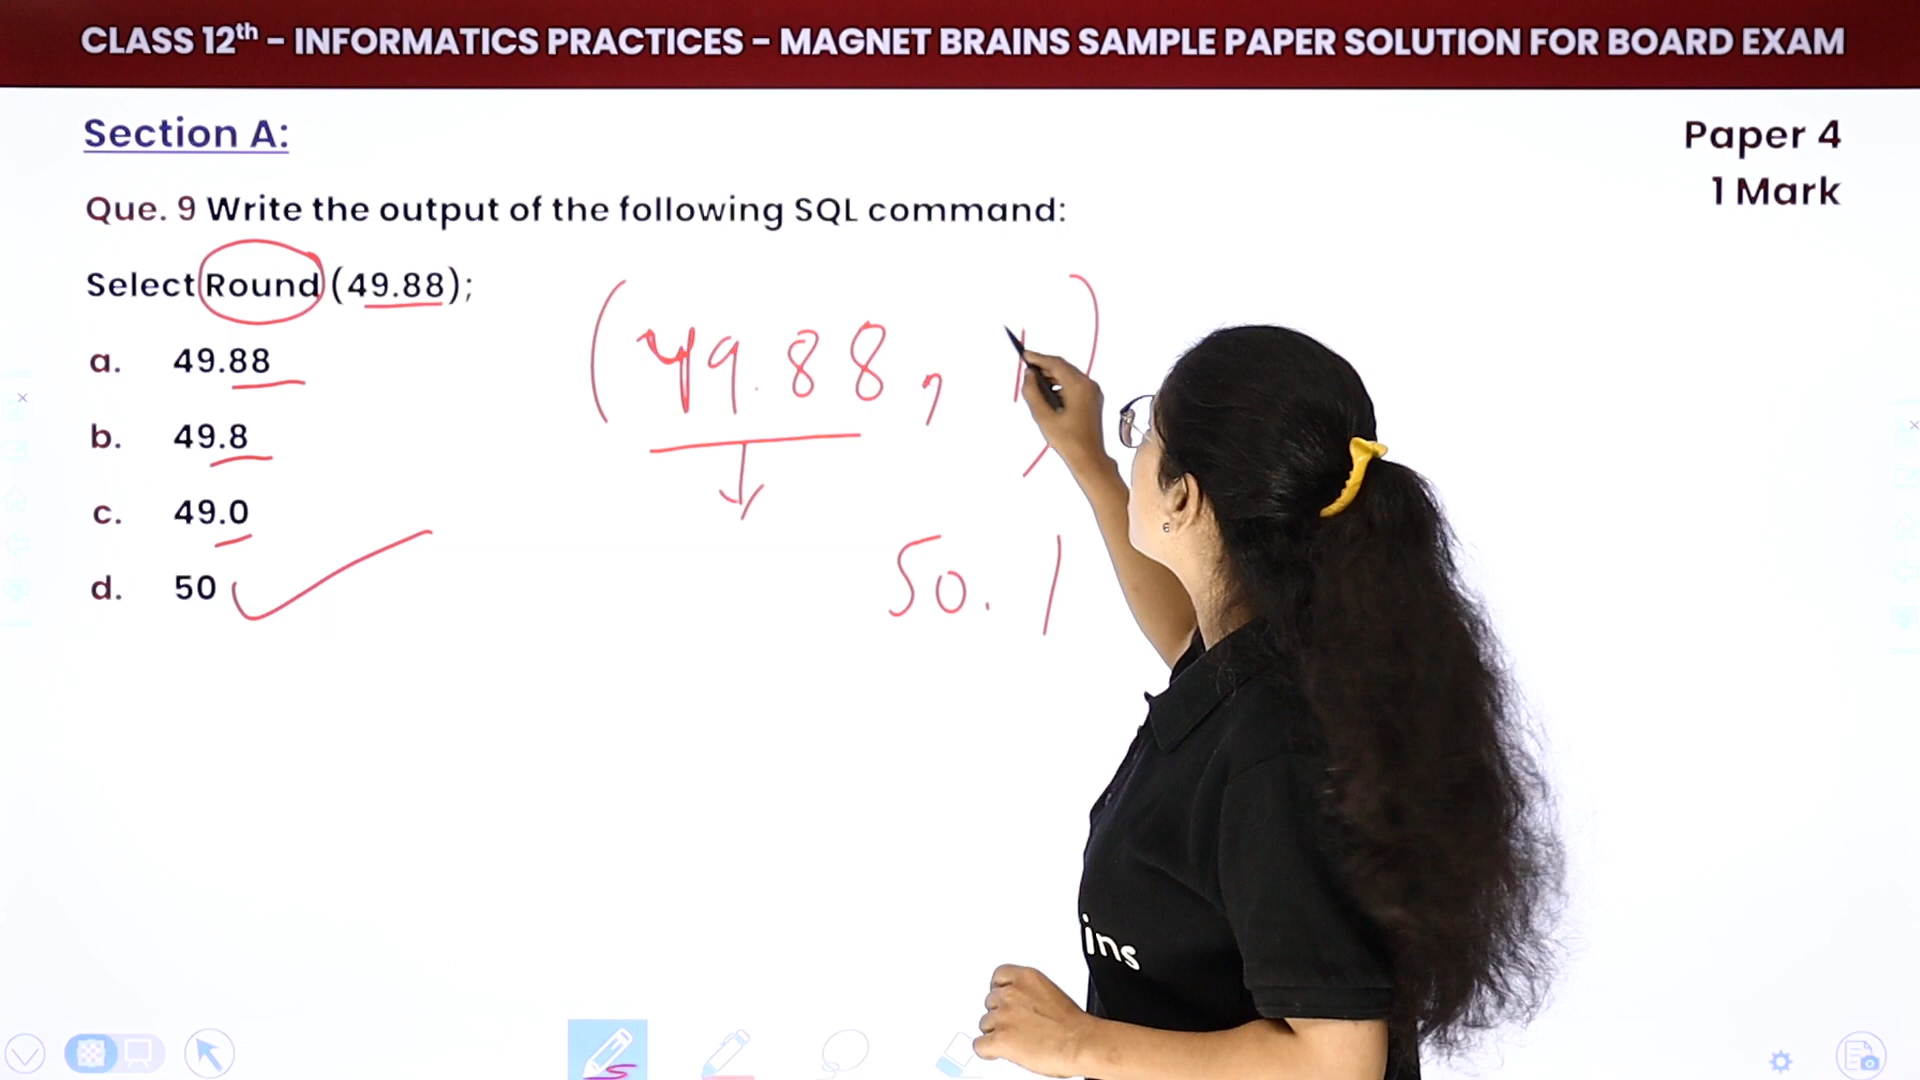 CLASS 12th – INFORMATICS PRACTICES – MAGNET BRAINS SAMPLE PAPER SOLUTION FOR BOARD EXAM
Section A:
Paper 4
1 Mark
Que. 9 Write the output of the following SQL command:
Select Round (49.88);
(49.88, 1)
a. 49.88
b. 49.8
c. 49.0
d. 50
50.1
ins